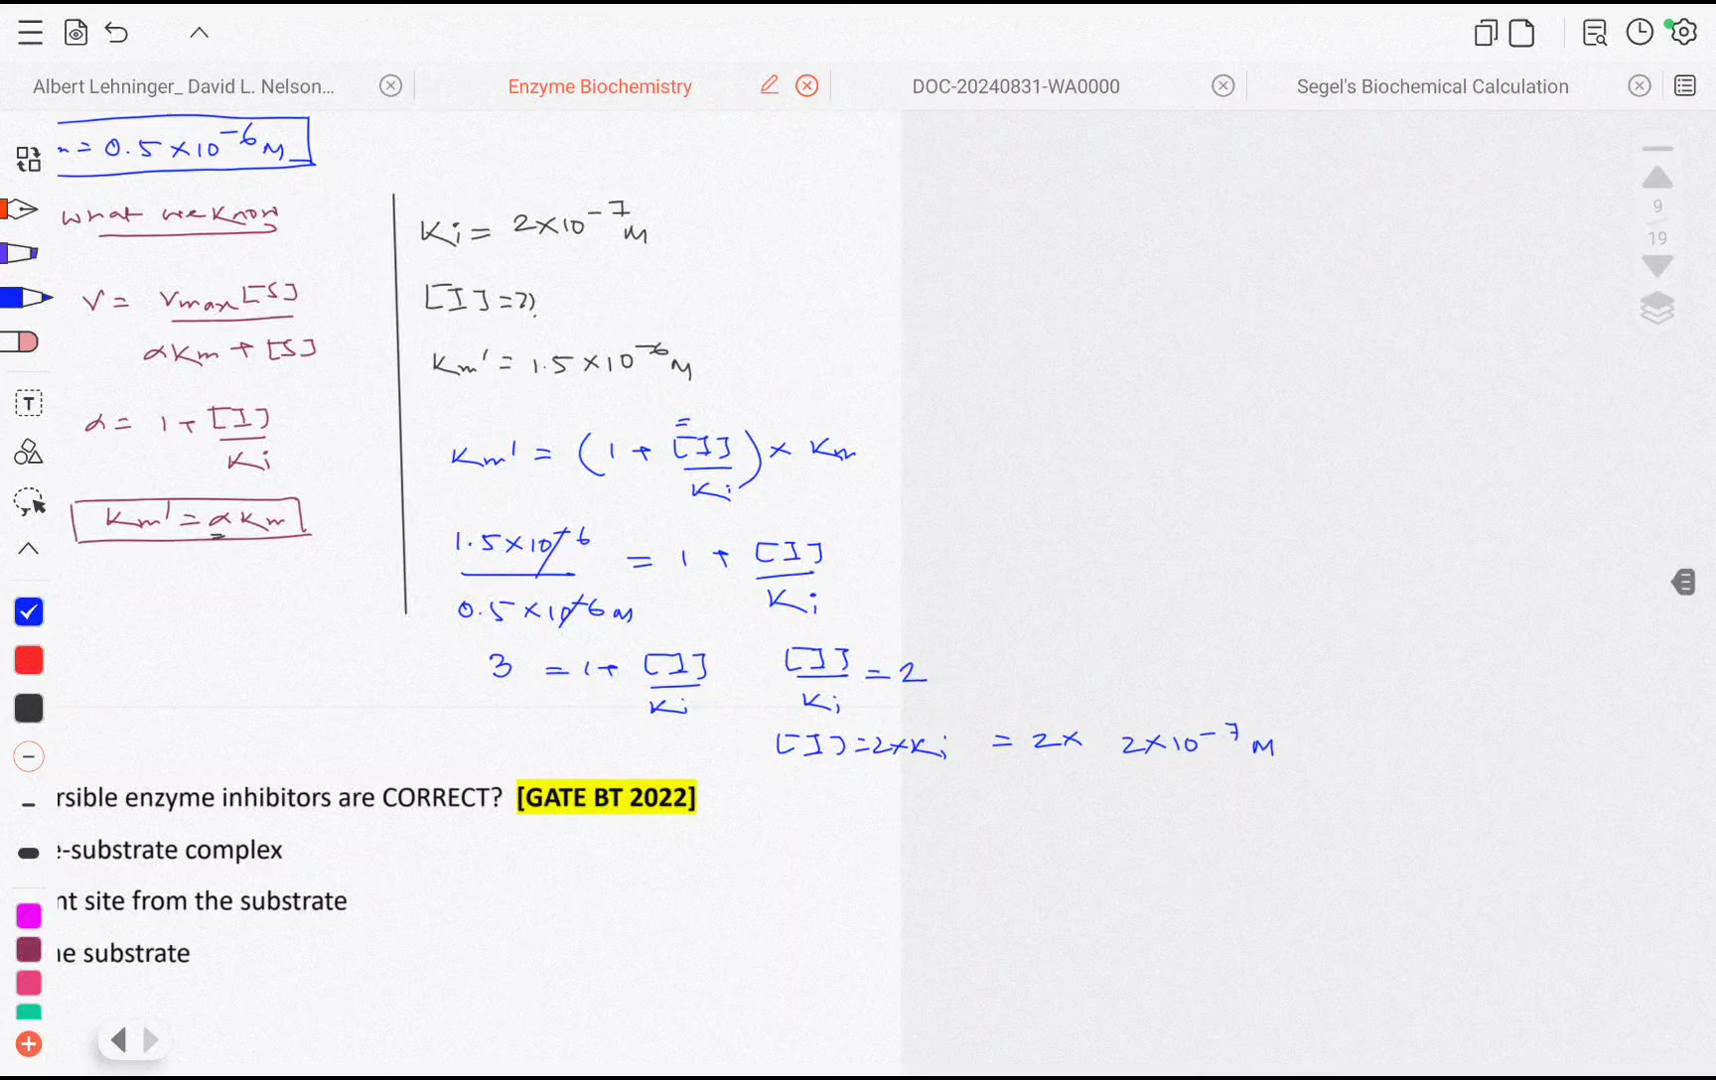 Albert Lehninger_ David L. Nelson...
Enzyme Biochemistry
DOC-20240831-WA0000
Segel's Biochemical Calculation
9
19
= 0.5 × 10⁻⁶ M
what we know
V = Vmax [S]
αKm + [S]
α = 1 + [I]
Ki
Km' = αKm
Ki = 2×10⁻⁷ M
[I] = ??
Km' = 1.5 × 10⁻⁶ M
Km' = (1 + [I]/Ki) × Km
1.5 × 10⁻⁶ = 1 + [I]
0.5 × 10⁻⁶ M Ki
3 = 1 + [I]/Ki [I]/Ki = 2
[I] = 2×Ki = 2× 2×10⁻⁷ M
rsible enzyme inhibitors are CORRECT? [GATE BT 2022]
e-substrate complex
nt site from the substrate
he substrate
T